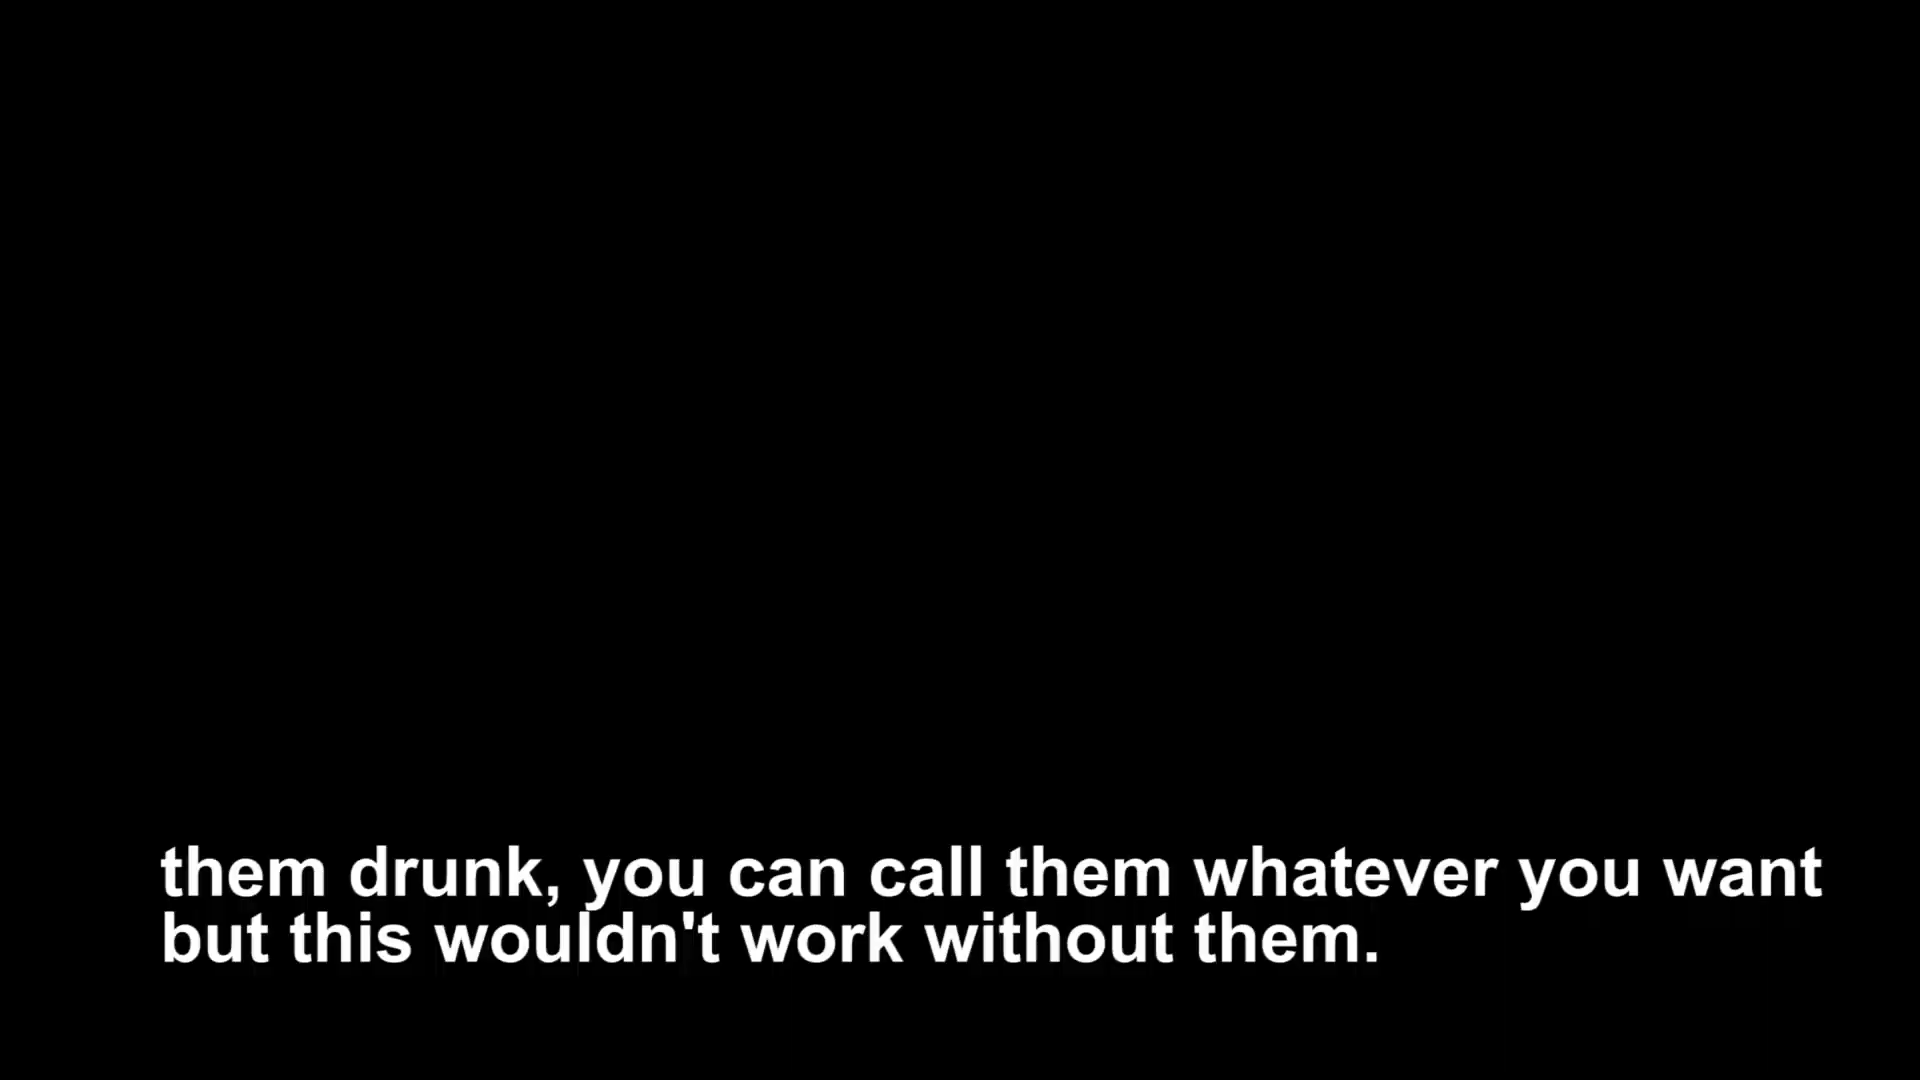 them drunk, you can call them whatever you want
but this wouldn't work without them.